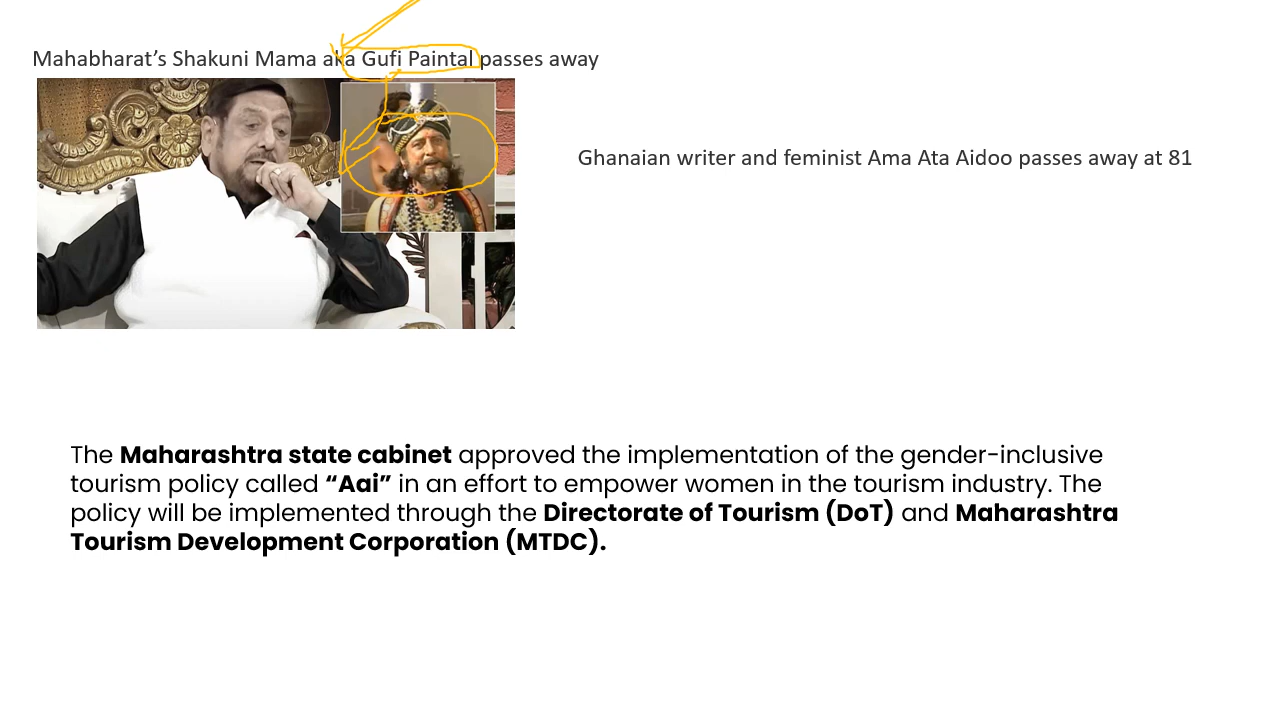 Mahabharat’s Shakuni Mama aka Gufi Paintal passes away
Ghanaian writer and feminist Ama Ata Aidoo passes away at 81
The Maharashtra state cabinet approved the implementation of the gender-inclusive
tourism policy called “Aai” in an effort to empower women in the tourism industry. The
policy will be implemented through the Directorate of Tourism (DoT) and Maharashtra
Tourism Development Corporation (MTDC).